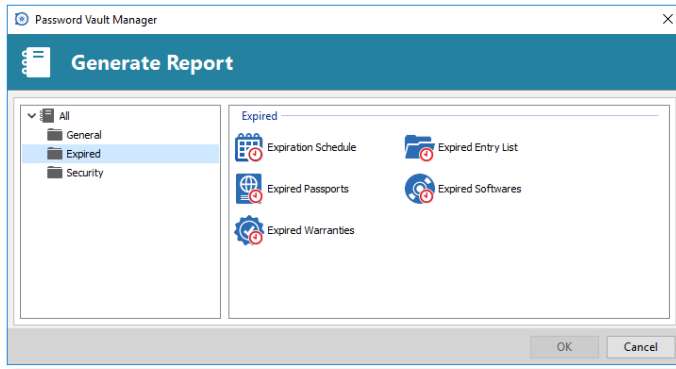 Password Vault Manager
Generate Report
All
General
Expired
Security
Expired
Expiration Schedule
Expired Entry List
Expired Passports
Expired Softwares
Expired Warranties
OK
Cancel